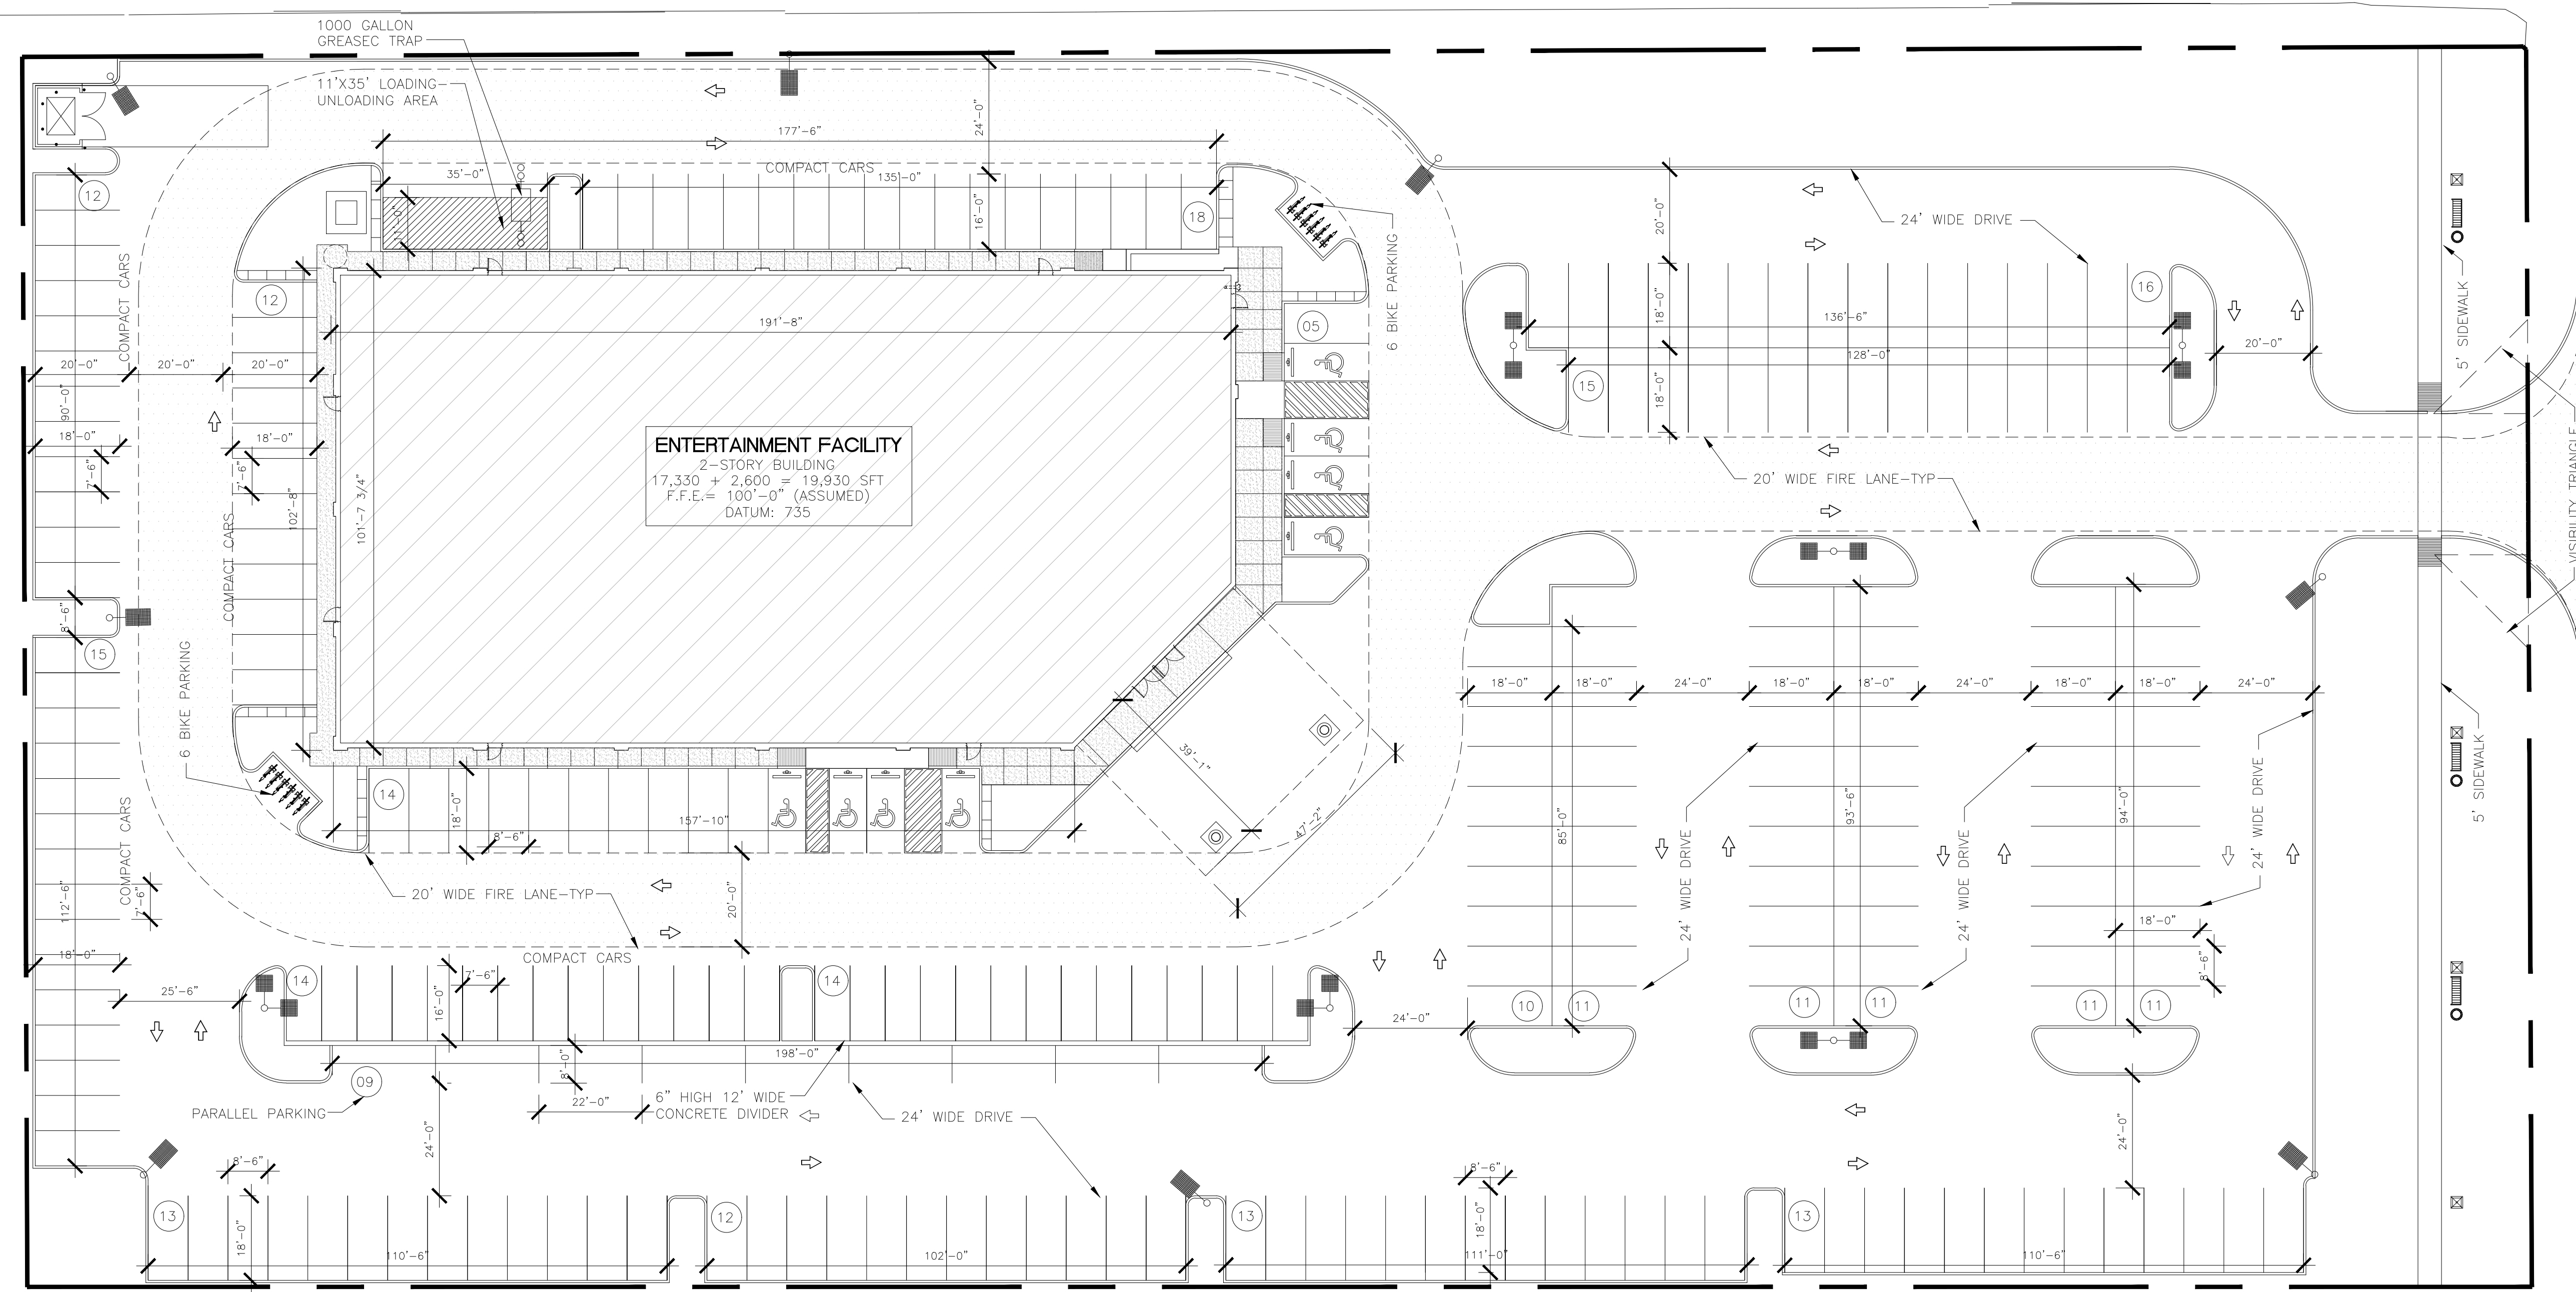 1000 GALLON
GREASEC TRAP
11'X35' LOADING-
UNLOADING AREA
177'-6"
24'-0"
COMPACT CARS
35'-0"
135'-0"
12
11'-0"
16'-0"
18
24' WIDE DRIVE
20'-0"
5' SIDEWALK
6 BIKE PARKING
COMPACT CARS
12
16
191'-8"
05
18'-0"
136'-6"
128'-0"
20'-0"
20'-0"
20'-0"
20'-0"
15
90'-0"
18'-0"
18'-0"
18'-0"
7'-6"
7'-6"
102'-8"
101'-7 3/4"
ENTERTAINMENT FACILITY
2-STORY BUILDING
17,330 + 2,600 = 19,930 SFT
F.F.E.= 100'-0" (ASSUMED)
DATUM: 735
20' WIDE FIRE LANE-TYP
VISIBILITY TRIANGLE
COMPACT CARS
8'-6"
15
6 BIKE PARKING
18'-0"
18'-0"
24'-0"
18'-0"
18'-0"
24'-0"
18'-0"
18'-0"
24'-0"
5' SIDEWALK
39'-1"
47'-2"
14
18'-0"
157'-10"
8'-6"
85'-0"
93'-6"
94'-0"
24' WIDE DRIVE
24' WIDE DRIVE
24' WIDE DRIVE
COMPACT CARS
7'-6"
112'-6"
20' WIDE FIRE LANE-TYP
20'-0"
18'-0"
8'-6"
18'-0"
COMPACT CARS
25'-6"
14
7'-6"
16'-0"
14
24'-0"
10
11
11
11
11
11
198'-0"
8'-0"
09
PARALLEL PARKING
22'-0"
6" HIGH 12' WIDE
CONCRETE DIVIDER
24' WIDE DRIVE
24'-0"
24'-0"
8'-6"
8'-6"
13
18'-0"
12
13
18'-0"
13
110'-6"
102'-0"
111'-0"
110'-6"